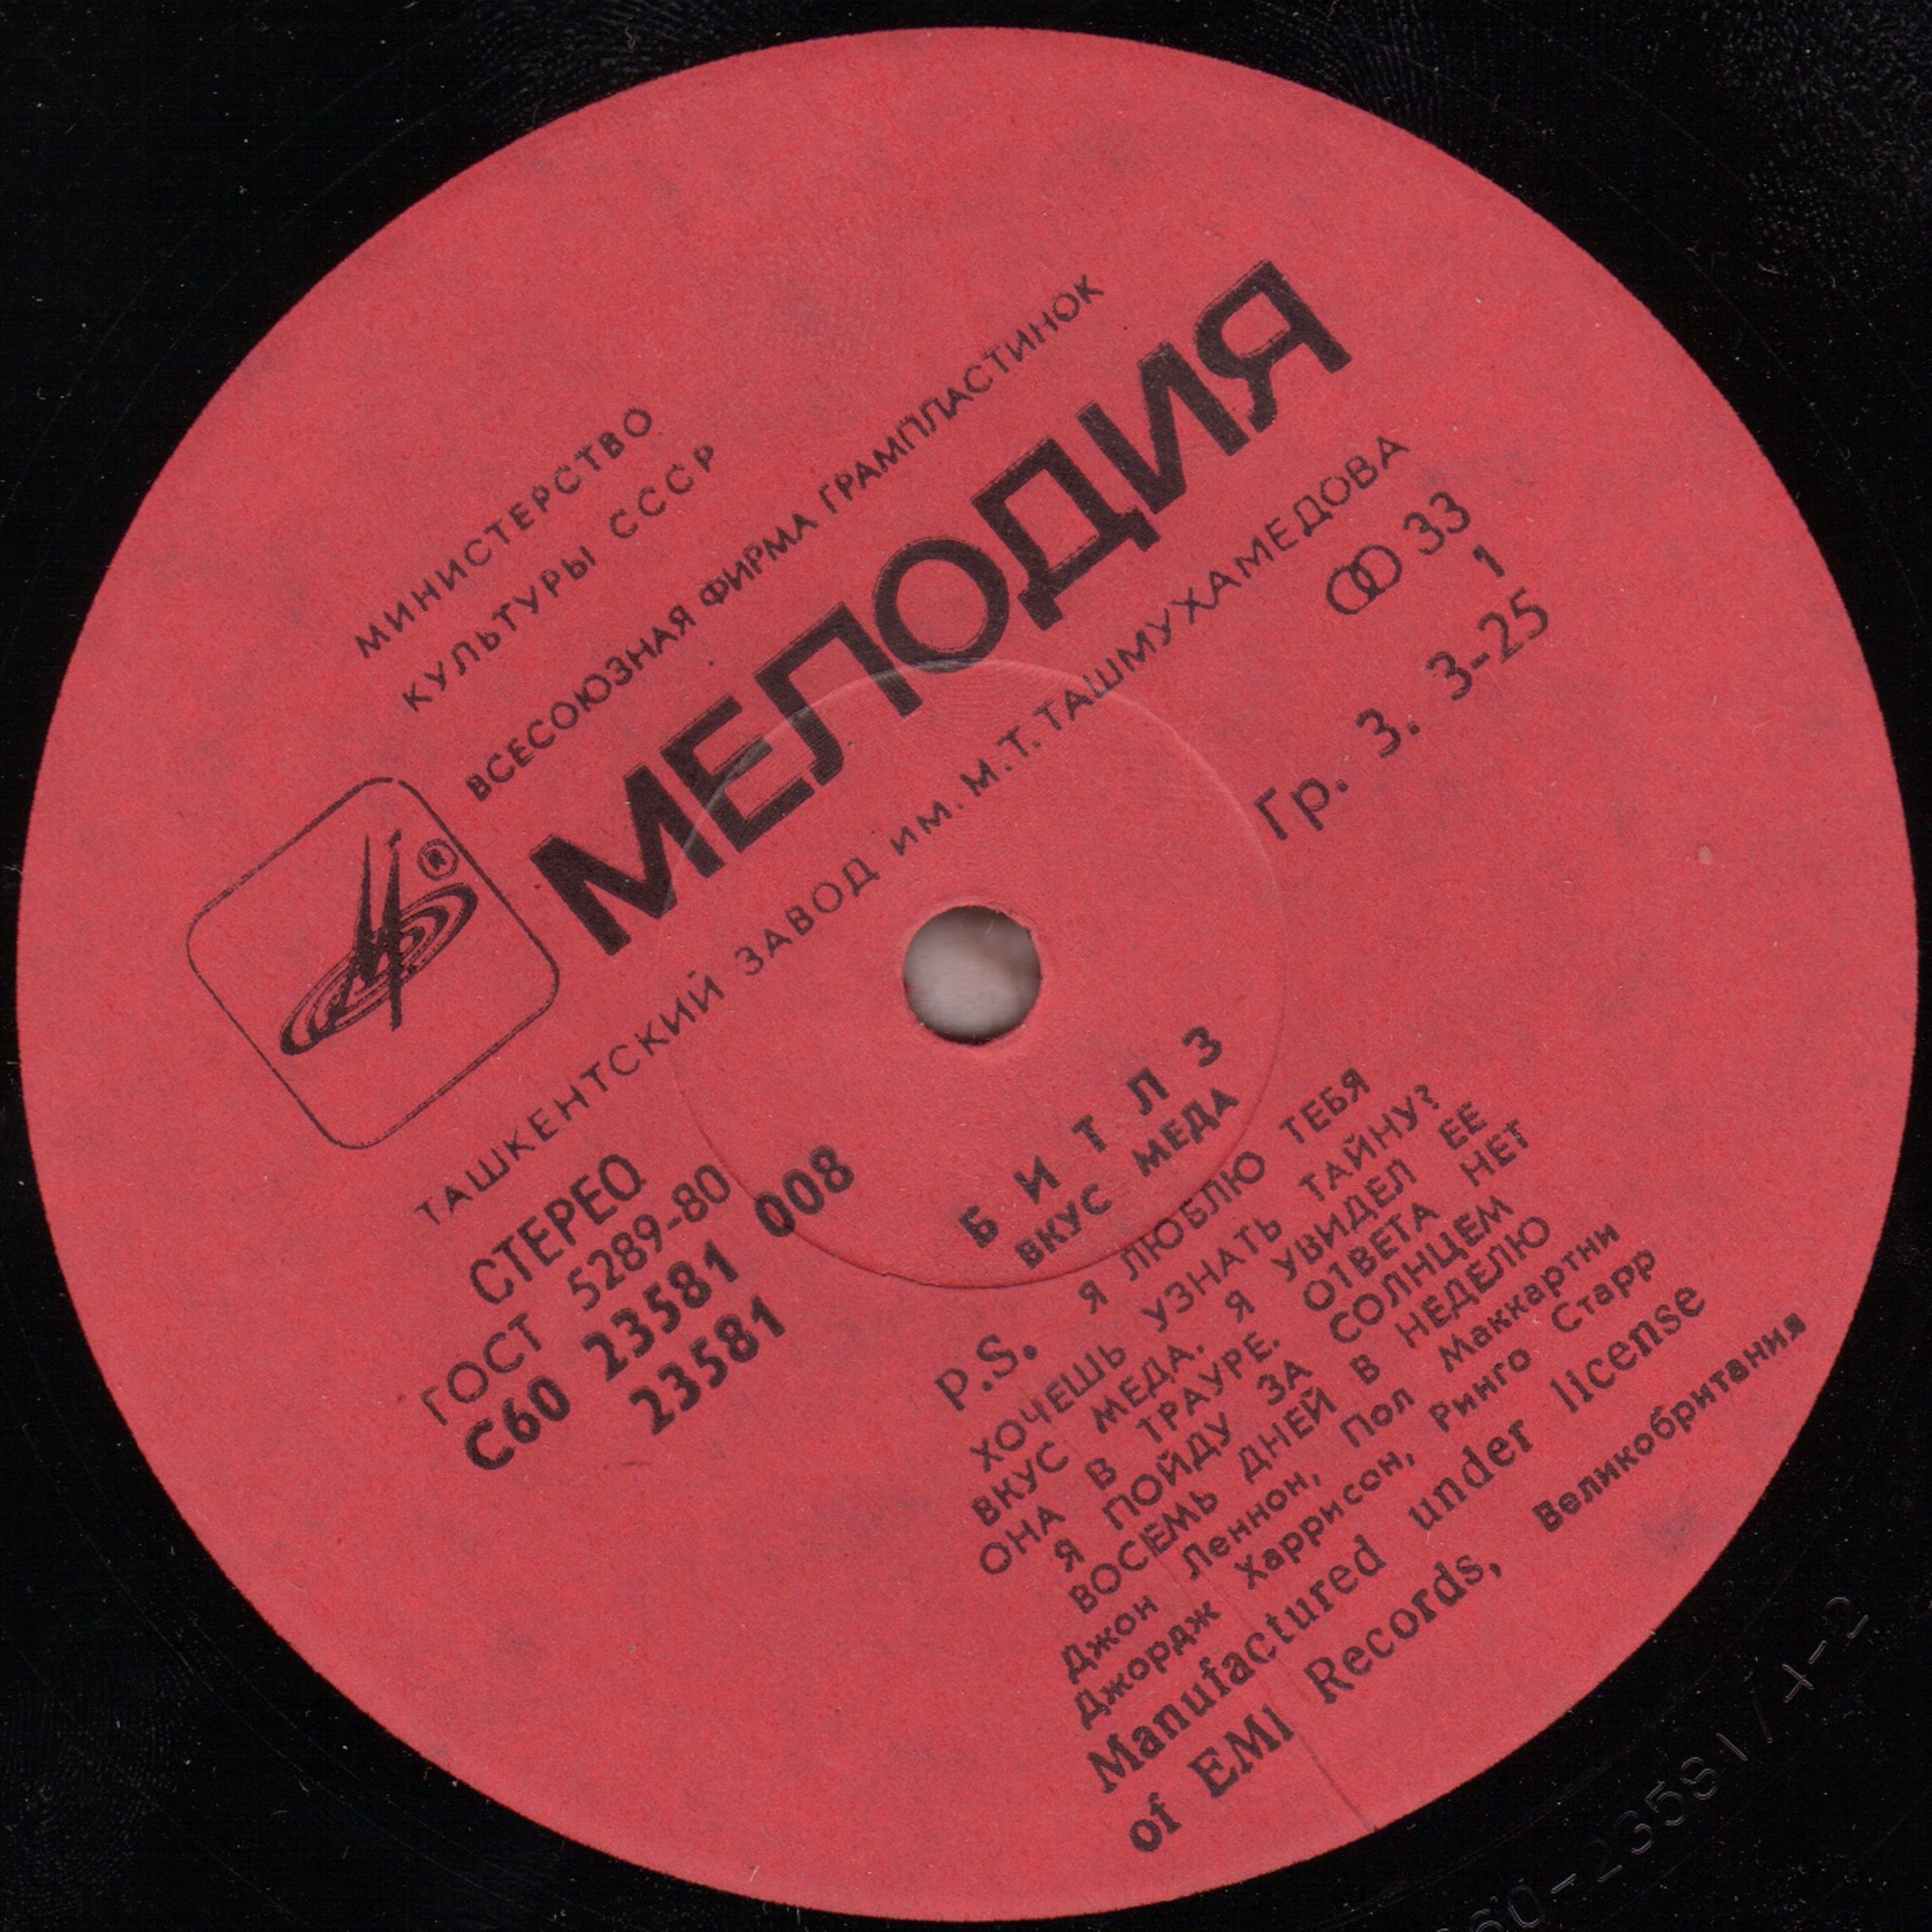 МИНИСТЕРСТВО
КУЛЬТУРЫ СССР
ВСЕСОЮЗНАЯ ФИРМА ГРАМПЛАСТИНОК
МЕЛОДИЯ
®
ТАШКЕНТСКИЙ ЗАВОД ИМ. М.Т. ТАШМУХАМЕДОВА
СТЕРЕО
ГОСТ 5289-80
С60 23581 008
23581
33
1
Гр. 3. 3-25
БИТЛЗ
ВКУС МЕДА
P.S. Я ЛЮБЛЮ ТЕБЯ
ХОЧЕШЬ УЗНАТЬ ТАЙНУ?
ВКУС МЕДА. Я УВИДЕЛ ЕЕ
ОНА В ТРАУРЕ. ОТВЕТА НЕТ
Я ПОЙДУ ЗА СОЛНЦЕМ
ВОСЕМЬ ДНЕЙ В НЕДЕЛЮ
Джон Леннон, Пол Маккартни
Джордж Харрисон, Ринго Старр
Manufactured under license
of EMI Records, Великобритания